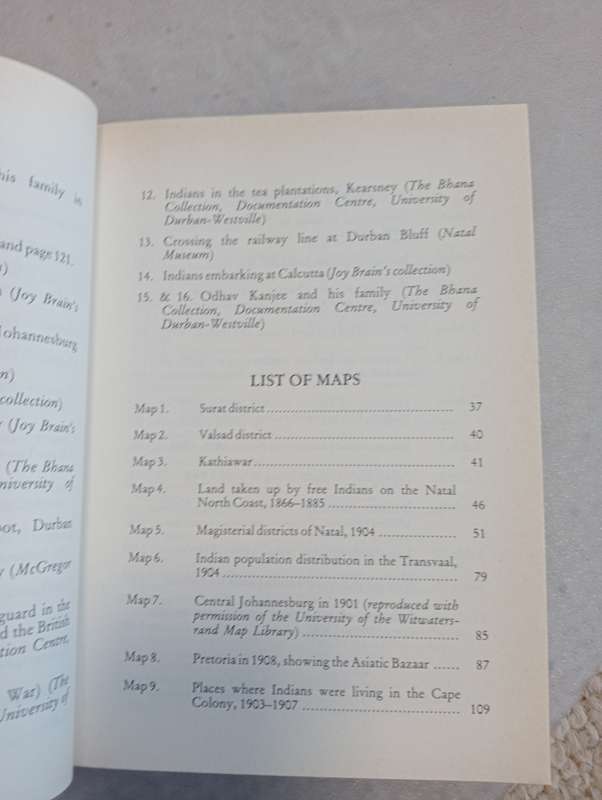 his family is
and page 121.
(Joy Brain's
Johannesburg
collection)
(Joy Brain's
(The Bhana
University of
Durban
(McGregor
guard in the
d the British
tion Centre,
War) (The
University of
12. Indians in the tea plantations, Kearsney (The Bhana
Collection, Documentation Centre, University of
Durban-Westville)
13. Crossing the railway line at Durban Bluff (Natal
Museum)
14. Indians embarking at Calcutta (Joy Brain's collection)
15. & 16. Odhav Kanjee and his family (The Bhana
Collection, Documentation Centre, University of
Durban-Westville)
LIST OF MAPS
Map 1. Surat district 37
Map 2. Valsad district 40
Map 3. Kathiawar 41
Map 4. Land taken up by free Indians on the Natal
North Coast, 1866–1885 46
Map 5. Magisterial districts of Natal, 1904 51
Map 6. Indian population distribution in the Transvaal,
1904 79
Map 7. Central Johannesburg in 1901 (reproduced with
permission of the University of the Witwaters-
rand Map Library) 85
Map 8. Pretoria in 1908, showing the Asiatic Bazaar 87
Map 9. Places where Indians were living in the Cape
Colony, 1903–1907 109